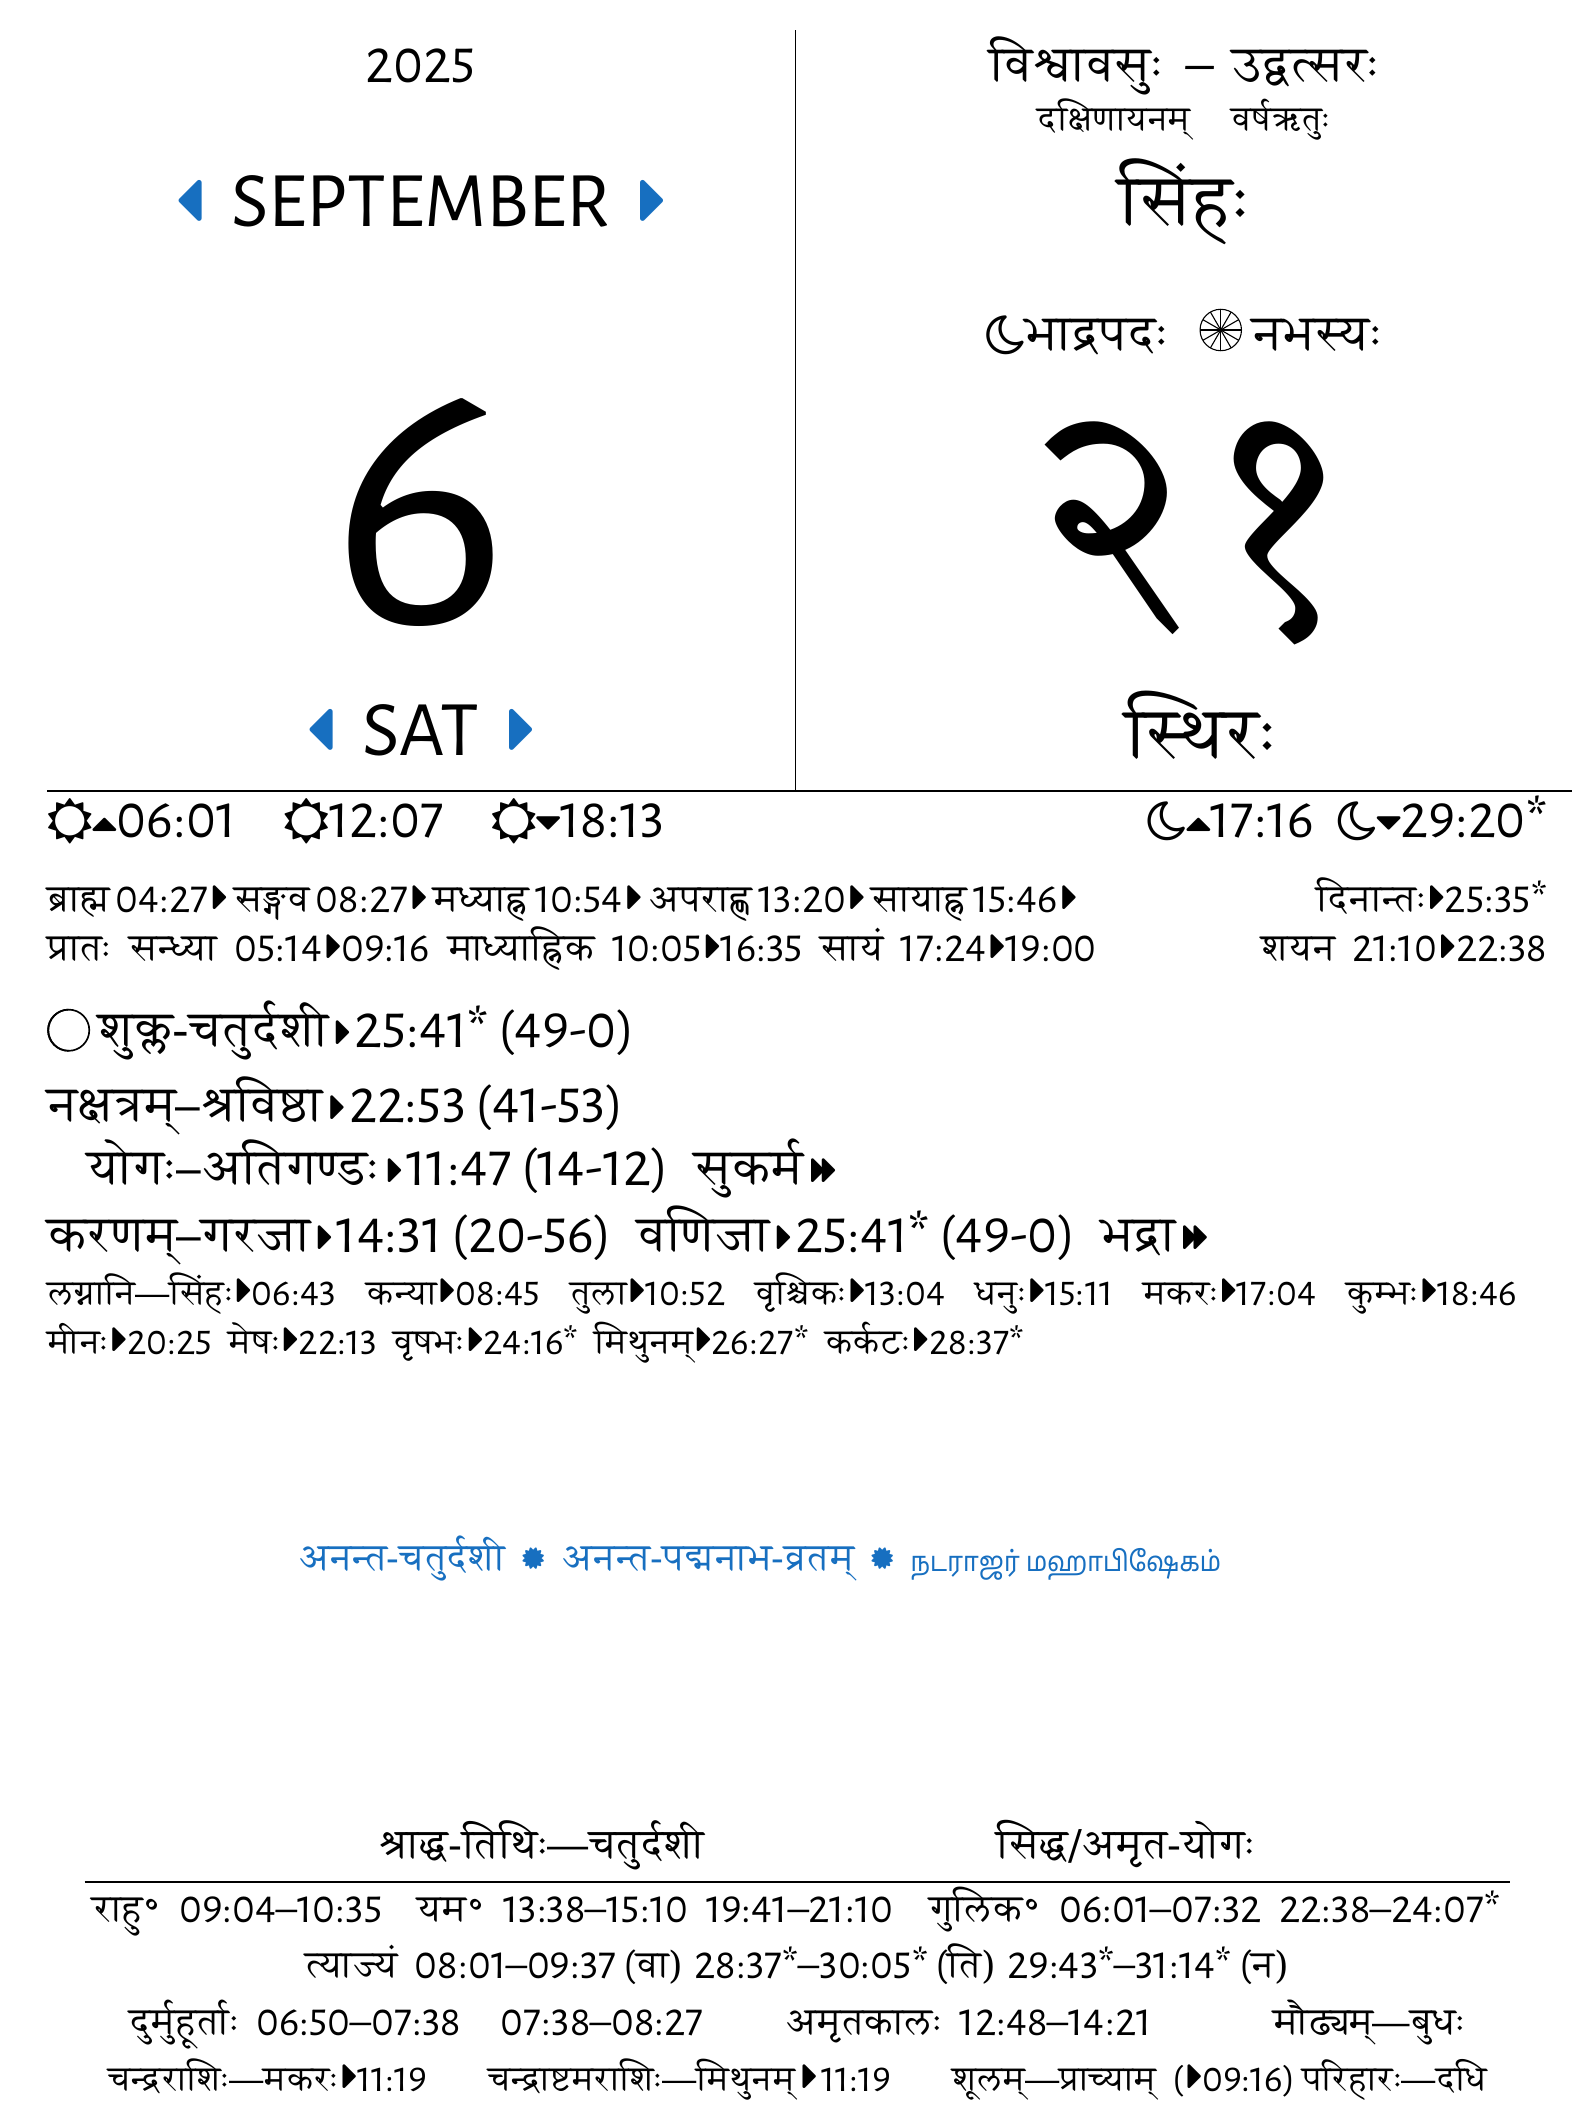 2025
SEPTEMBER
6
SAT
विश्वावसुः – उद्वत्सरः
दक्षिणायनम् वर्षऋतुः
सिंहः
भाद्रपदः नभस्यः
२१
स्थिरः
06:01 12:07 18:13 17:16 29:20*
ब्राह्म 04:27 सङ्गव 08:27 मध्याह्न 10:54 अपराह्ण 13:20 सायाह्न 15:46 दिनान्तः 25:35*
प्रातः सन्ध्या 05:14 09:16 माध्याह्निक 10:05 16:35 सायं 17:24 19:00 शयन 21:10 22:38
शुक्ल-चतुर्दशी 25:41* (49-0)
नक्षत्रम्–श्रविष्ठा 22:53 (41-53)
योगः–अतिगण्डः 11:47 (14-12) सुकर्म
करणम्–गरजा 14:31 (20-56) वणिजा 25:41* (49-0) भद्रा
लग्नानि—सिंहः 06:43 कन्या 08:45 तुला 10:52 वृश्चिकः 13:04 धनुः 15:11 मकरः 17:04 कुम्भः 18:46
मीनः 20:25 मेषः 22:13 वृषभः 24:16* मिथुनम् 26:27* कर्कटः 28:37*
अनन्त-चतुर्दशी ✹ अनन्त-पद्मनाभ-व्रतम् ✹ நடராஜர் மஹாபிஷேகம்
श्राद्ध-तिथिः—चतुर्दशी सिद्ध/अमृत-योगः
राहु॰ 09:04–10:35 यम॰ 13:38–15:10 19:41–21:10 गुलिक॰ 06:01–07:32 22:38–24:07*
त्याज्यं 08:01–09:37 (वा) 28:37*–30:05* (ति) 29:43*–31:14* (न)
दुर्मुहूर्ताः 06:50–07:38 07:38–08:27 अमृतकालः 12:48–14:21 मौढ्यम्—बुधः
चन्द्रराशिः—मकरः 11:19 चन्द्राष्टमराशिः—मिथुनम् 11:19 शूलम्—प्राच्याम् ( 09:16) परिहारः—दधि